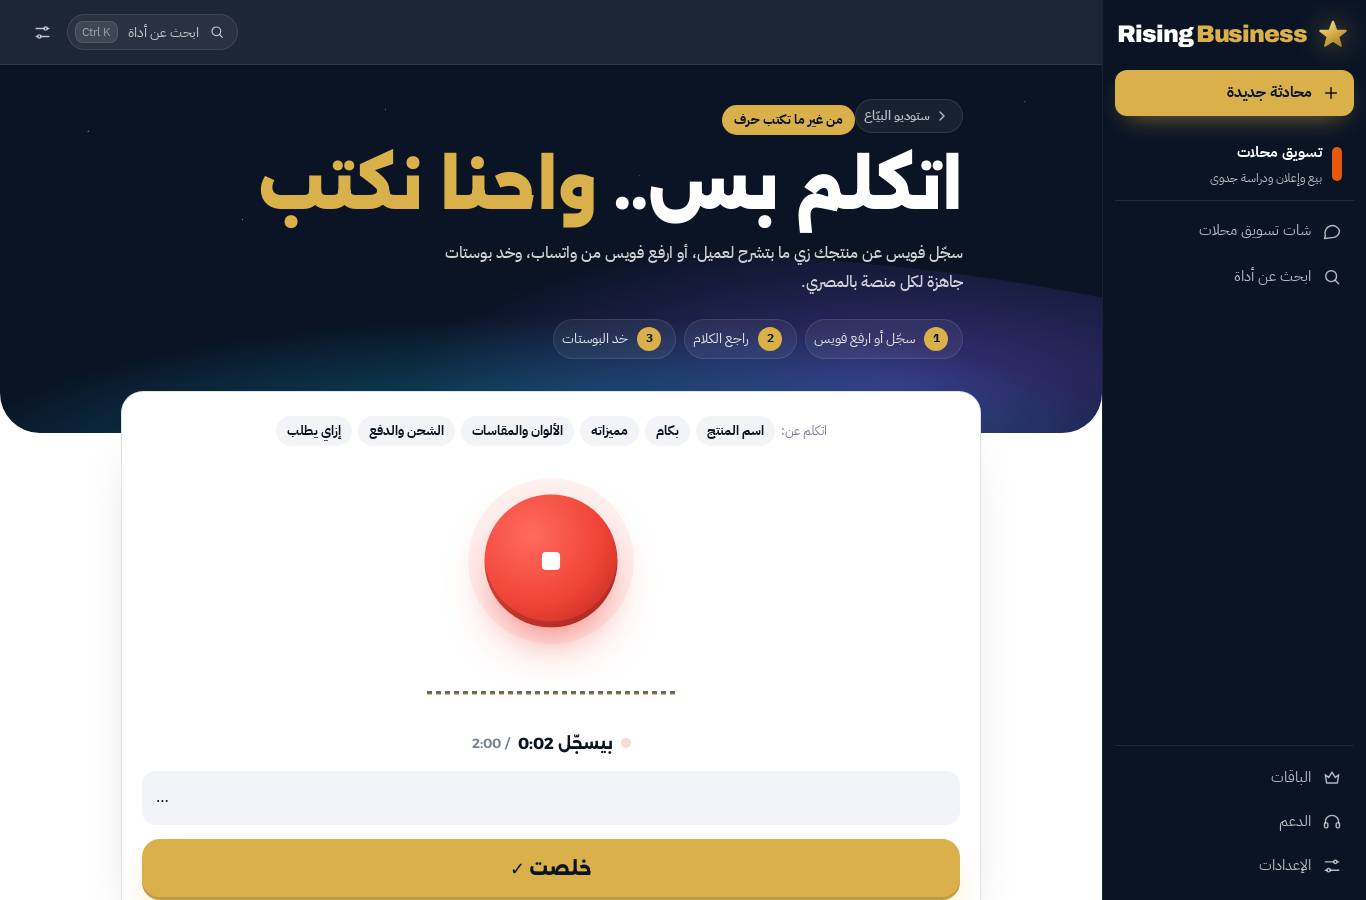 Rising Business
محادثة جديدة
تسويق محلات
بيع وإعلان ودراسة جدوى
شات تسويق محلات
ابحث عن أداة
الباقات
الدعم
الإعدادات
ابحث عن أداة Ctrl K
ستوديو البيّاع
من غير ما تكتب حرف
اتكلم بس.. واحنا نكتب
سجّل فويس عن منتجك زي ما بتشرح لعميل، أو ارفع فويس من واتساب، وخد بوستات
جاهزة لكل منصة بالمصري.
1 سجّل أو ارفع فويس
2 راجع الكلام
3 خد البوستات
اتكلم عن: اسم المنتج بكام مميزاته الألوان والمقاسات الشحن والدفع إزاي يطلب
بيسجّل 0:02 / 2:00
...
خلصت ✓